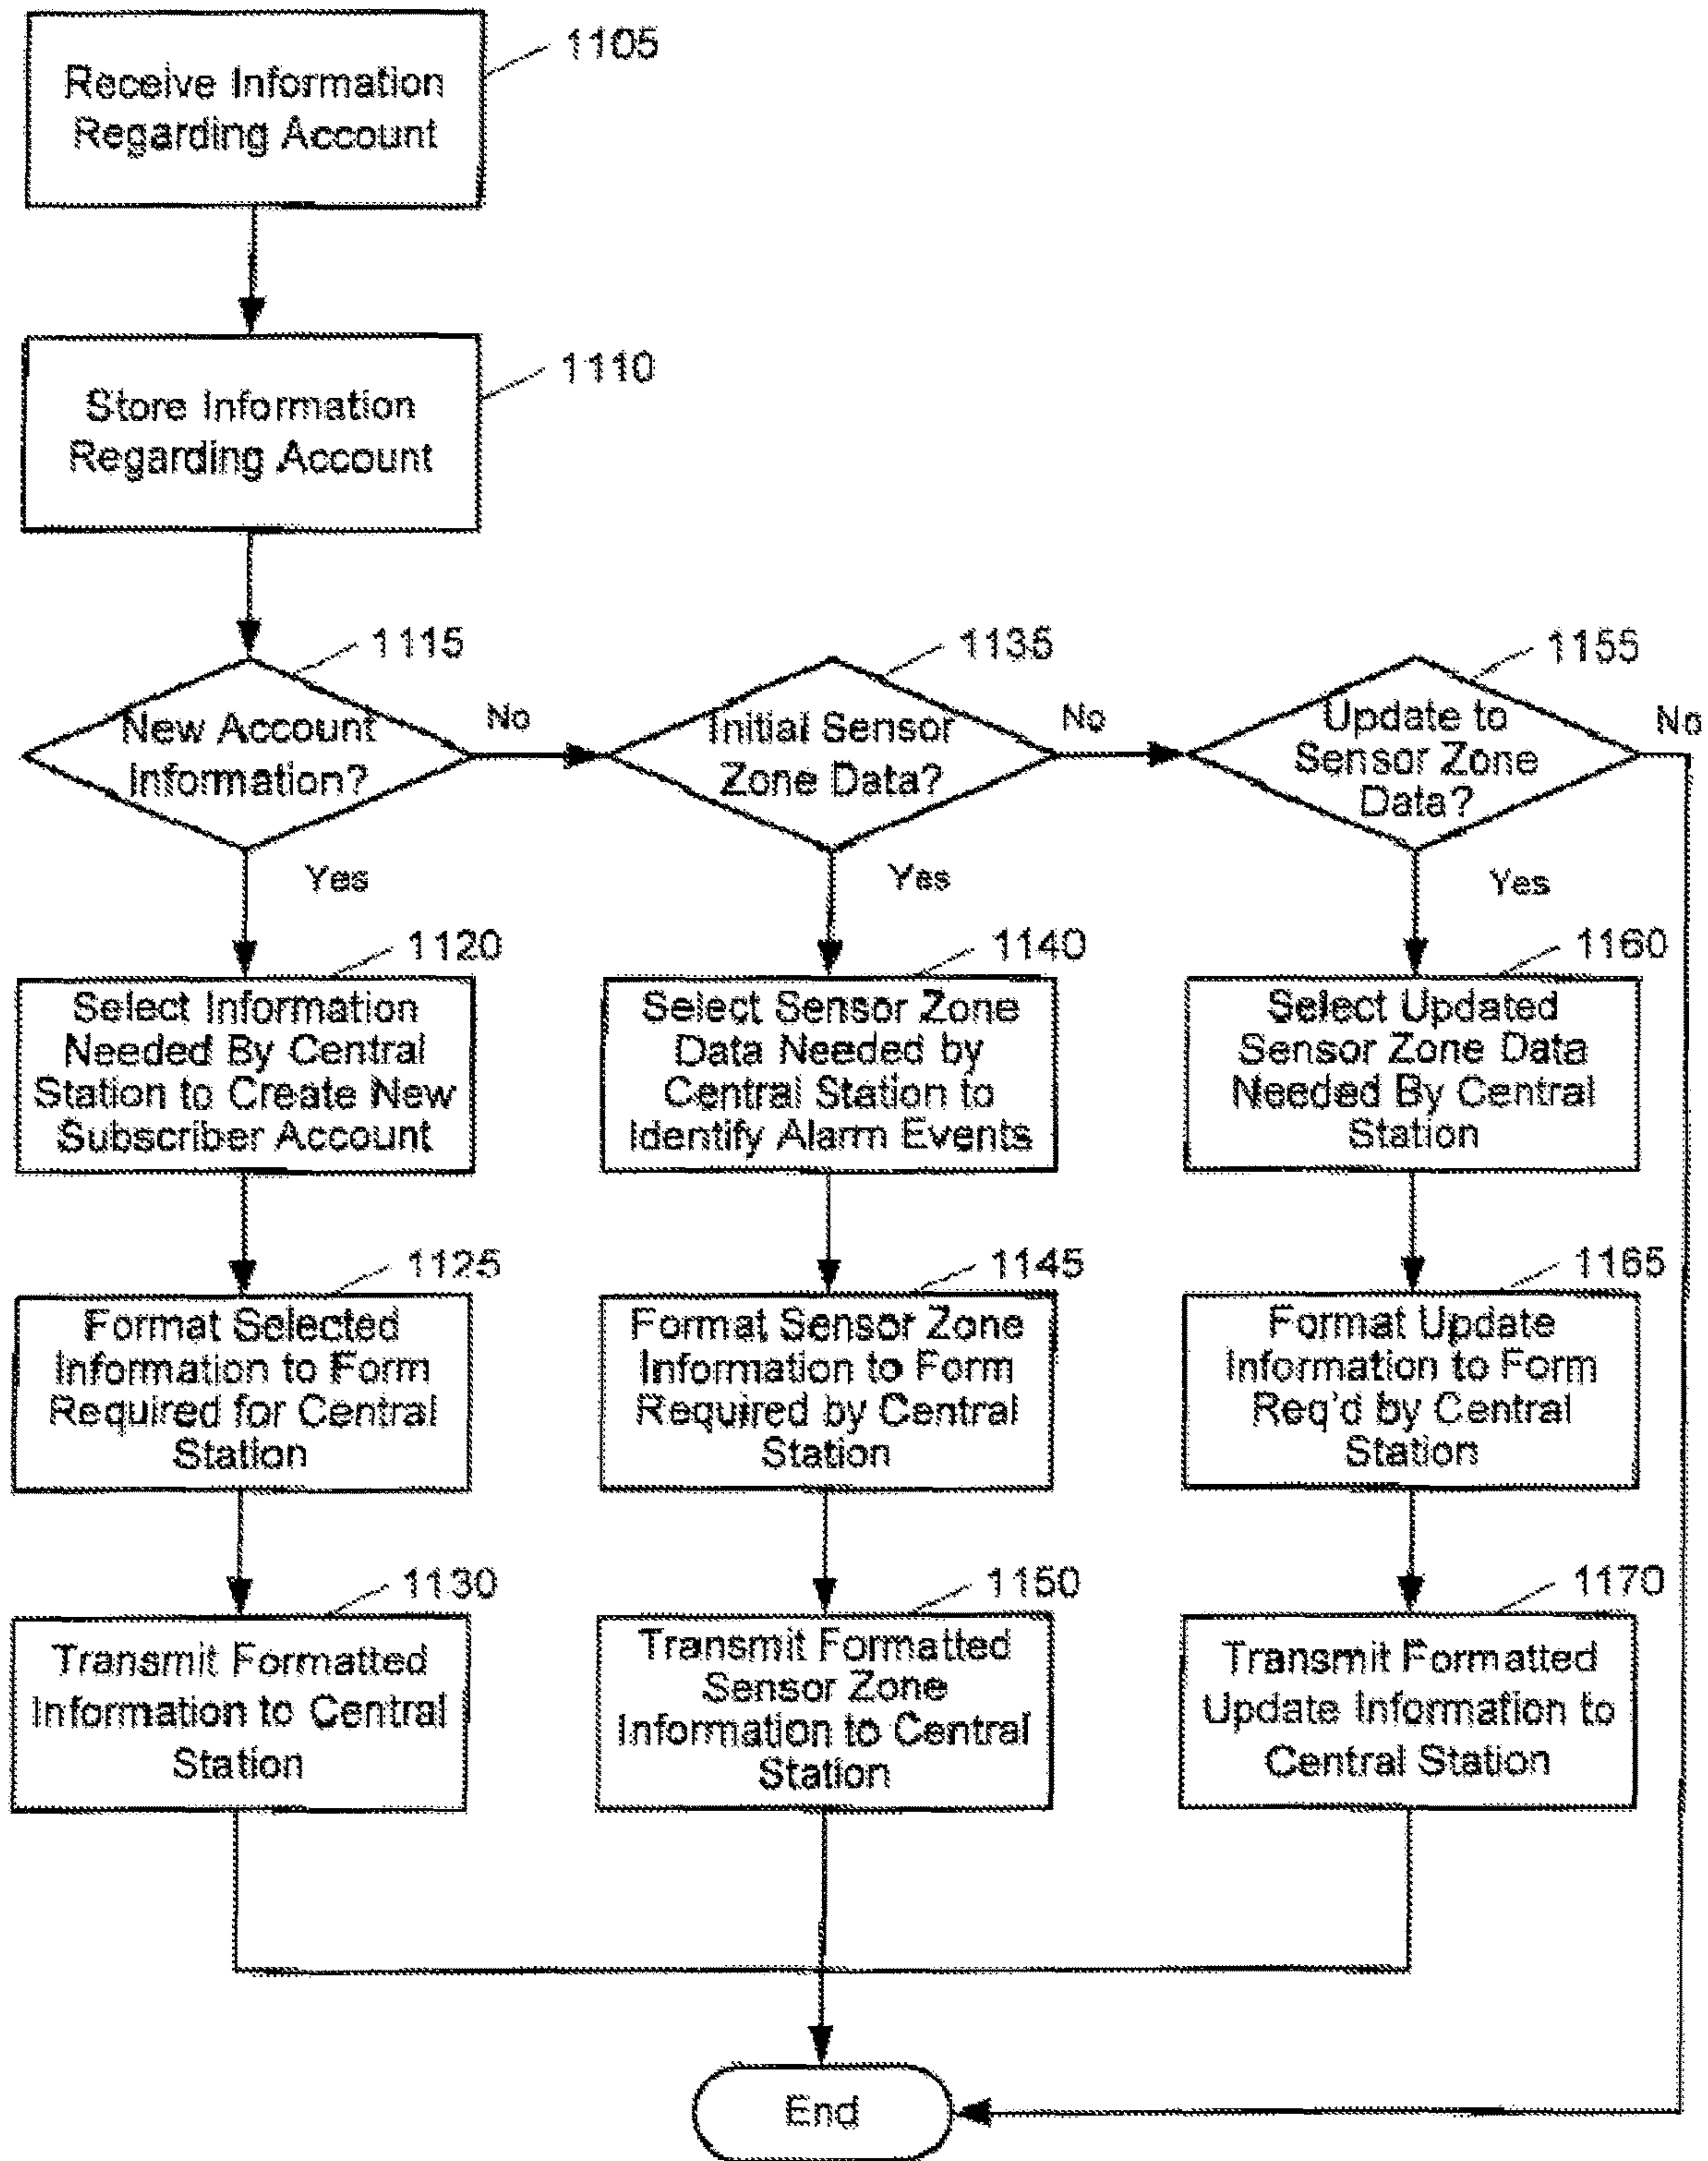 1105
Receive Information
Regarding Account
1110
Store Information
Regarding Account
1115
New Account
Information?
No
Yes
1135
Initial Sensor
Zone Data?
No
Yes
1155
Update to
Sensor Zone
Data?
No
Yes
1120
Select Information
Needed By Central
Station to Create New
Subscriber Account
1140
Select Sensor Zone
Data Needed by
Central Station to
Identify Alarm Events
1160
Select Updated
Sensor Zone Data
Needed By Central
Station
1125
Format Selected
Information to Form
Required for Central
Station
1145
Format Sensor Zone
Information to Form
Required by Central
Station
1165
Format Update
Information to Form
Req'd by Central
Station
1130
Transmit Formatted
Information to Central
Station
1150
Transmit Formatted
Sensor Zone
Information to Central
Station
1170
Transmit Formatted
Update Information to
Central Station
End